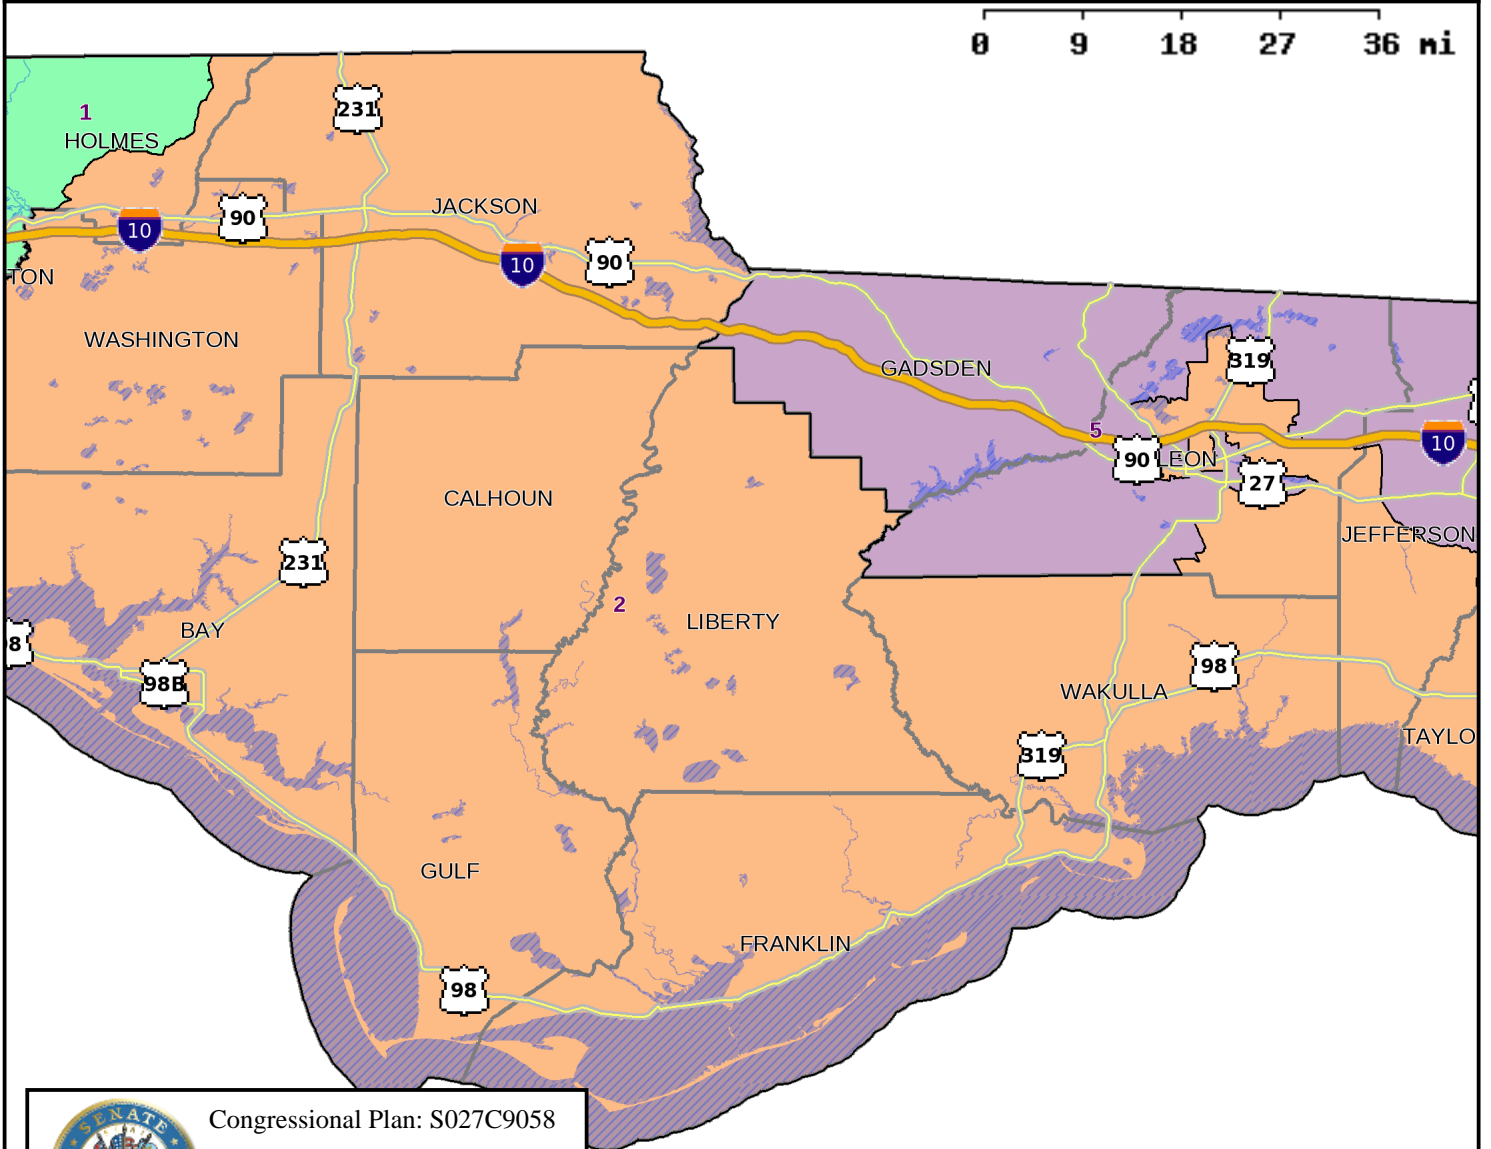 0 9 18 27 36 mi
231
1
HOLMES
90
JACKSON
10
10
90
TON
WASHINGTON
319
GADSDEN
5
90
LEON
10
27
CALHOUN
JEFFERSON
231
2
BAY
LIBERTY
98B
98
WAKULLA
319
TAYLO
GULF
FRANKLIN
98
Congressional Plan: S027C9058
SENATE